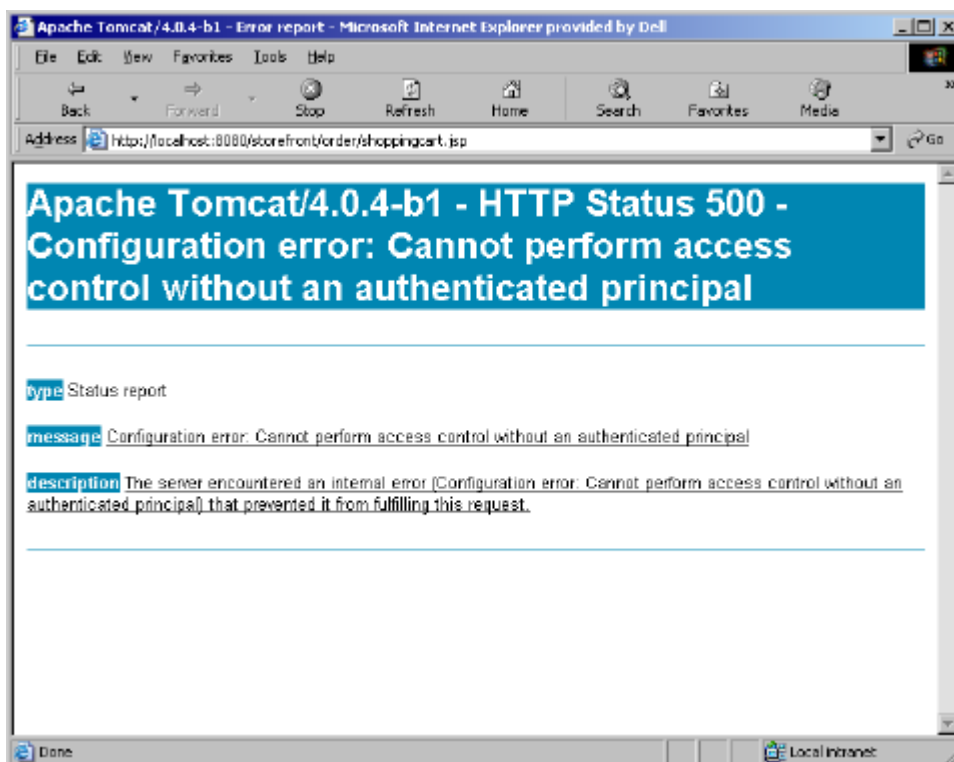 Apache Tomcat/4.0.4-b1 - Error report - Microsoft Internet Explorer provided by Dell
File Edit View Favorites Tools Help
Back Forward Stop Refresh Home Search Favorites Media »
Address http://localhost:8080/storefront/order/shoppingcart.jsp Go
Apache Tomcat/4.0.4-b1 - HTTP Status 500 -
Configuration error: Cannot perform access
control without an authenticated principal
type Status report
message Configuration error: Cannot perform access control without an authenticated principal
description The server encountered an internal error (Configuration error: Cannot perform access control without an
authenticated principal) that prevented it from fulfilling this request.
Done Local intranet